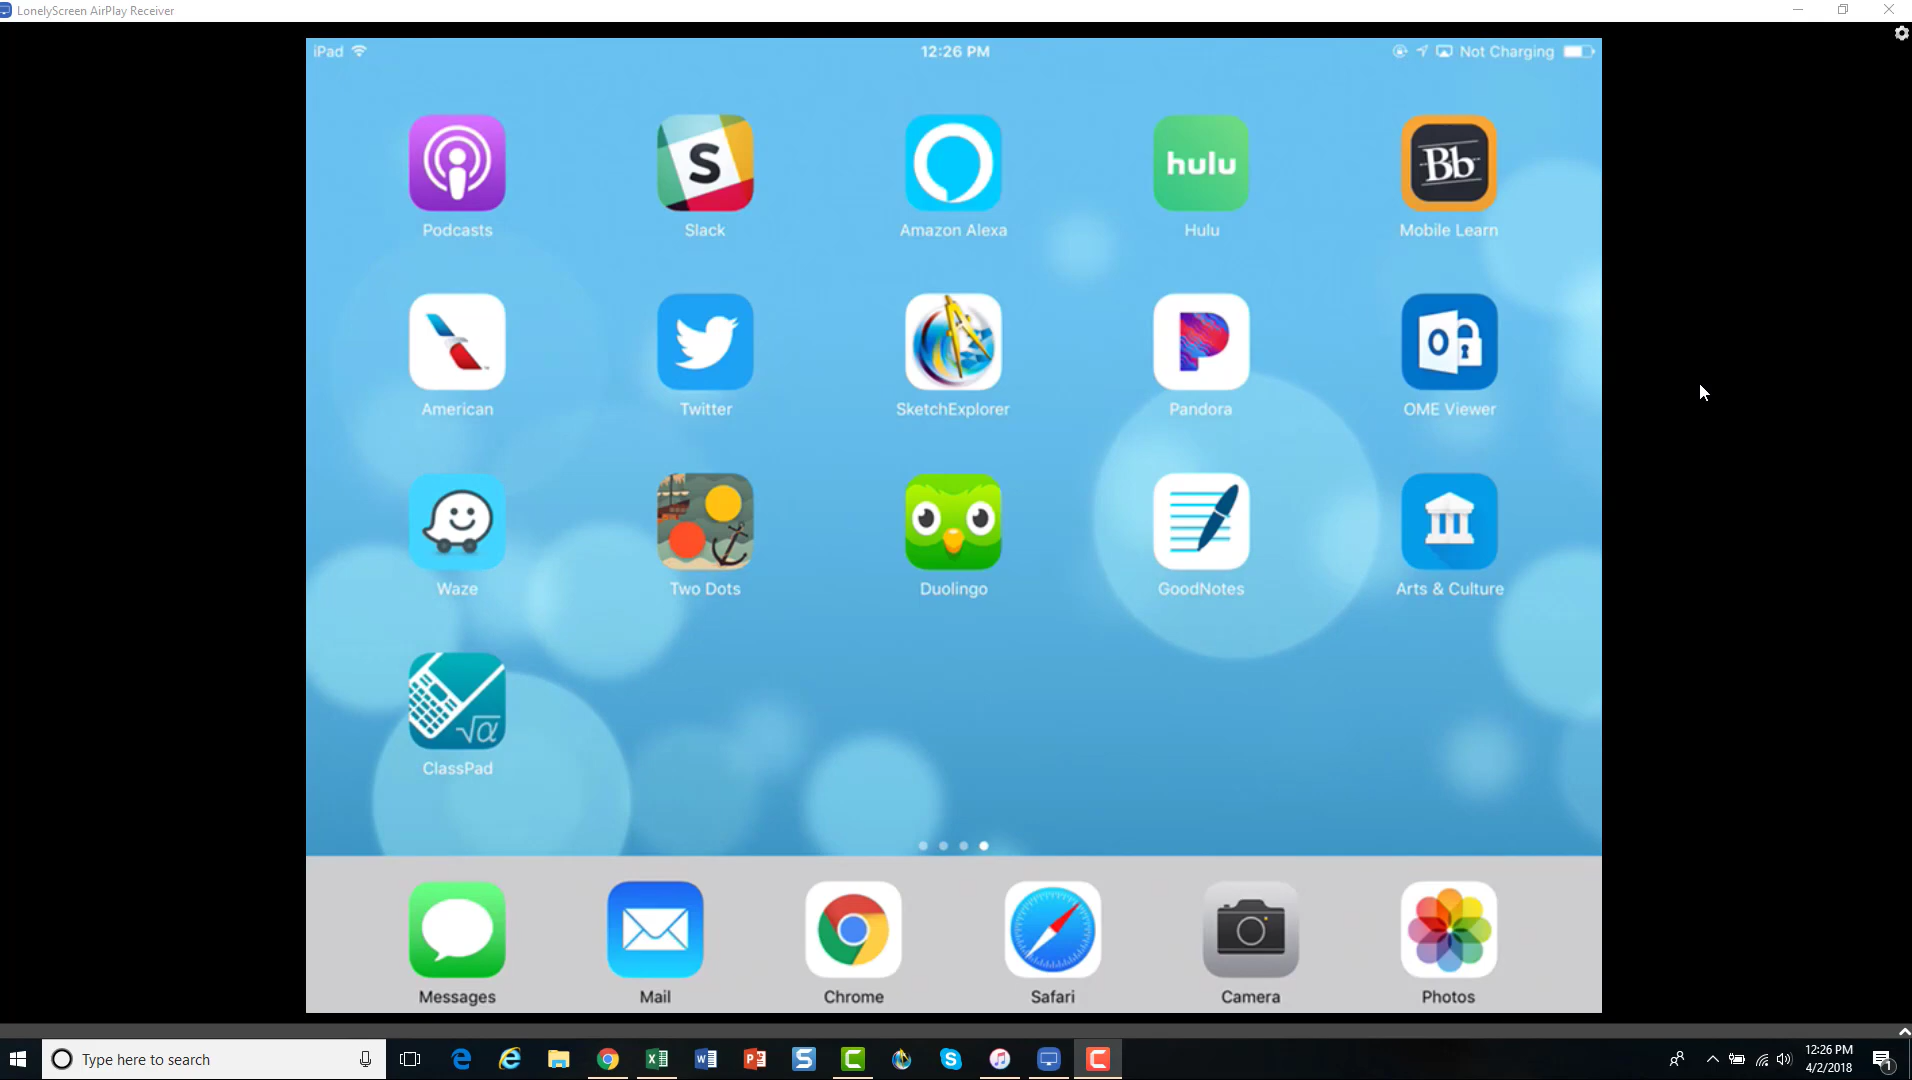 LonelyScreen AirPlay Receiver
iPad 12:26 PM Not Charging
S hulu Bb
Podcasts Slack Amazon Alexa Hulu Mobile Learn
American Twitter SketchExplorer Pandora OME Viewer
Waze Two Dots Duolingo GoodNotes Arts & Culture
√α
ClassPad
Messages Mail Chrome Safari Camera Photos
Type here to search
12:26 PM
4/2/2018
1